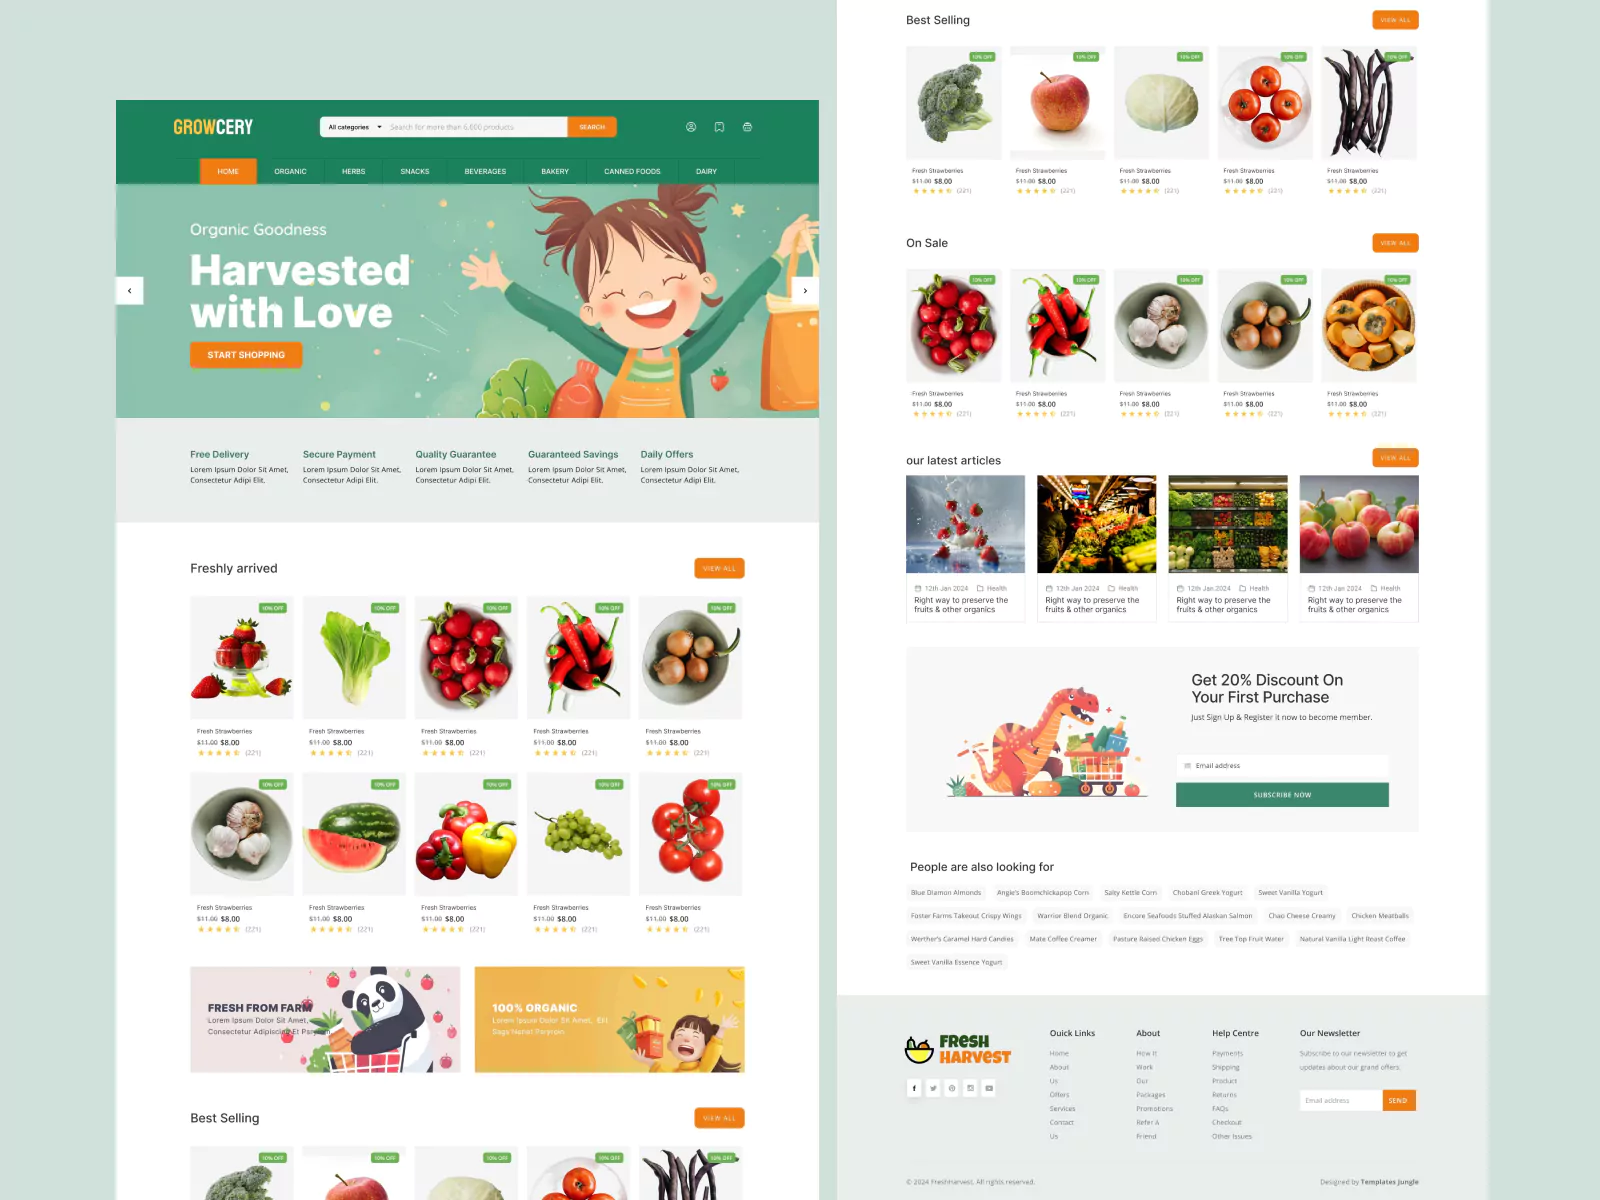 GROWCERY
All categories
Search for more than 6,600 products
SEARCH
HOME
ORGANIC
HERBS
SNACKS
BEVERAGES
BAKERY
CANNED FOODS
DAIRY
Organic Goodness
Harvested
with Love
START SHOPPING
Free Delivery
Lorem Ipsum Dolor Sit Amet,
Consectetur Adipi Elit.
Secure Payment
Lorem Ipsum Dolor Sit Amet,
Consectetur Adipi Elit.
Quality Guarantee
Lorem Ipsum Dolor Sit Amet,
Consectetur Adipi Elit.
Guaranteed Savings
Lorem Ipsum Dolor Sit Amet,
Consectetur Adipi Elit.
Daily Offers
Lorem Ipsum Dolor Sit Amet,
Consectetur Adipi Elit.
Freshly arrived
VIEW ALL
10% OFF
10% OFF
10% OFF
10% OFF
10% OFF
Fresh Strawberries
$11.00 $8.00
(221)
Fresh Strawberries
$11.00 $8.00
(221)
Fresh Strawberries
$11.00 $8.00
(221)
Fresh Strawberries
$11.00 $8.00
(221)
Fresh Strawberries
$11.00 $8.00
(221)
10% OFF
10% OFF
10% OFF
10% OFF
10% OFF
Fresh Strawberries
$11.00 $8.00
(221)
Fresh Strawberries
$11.00 $8.00
(221)
Fresh Strawberries
$11.00 $8.00
(221)
Fresh Strawberries
$11.00 $8.00
(221)
Fresh Strawberries
$11.00 $8.00
(221)
FRESH FROM FARM
Lorem Ipsum Dolor Sit Amet,
Consectetur Adipiscing Et
100% ORGANIC
Lorem Ipsum Dolor Sit Amet, Elit
Sags Netus
Best Selling
VIEW ALL
10% OFF
10% OFF
10% OFF
10% OFF
10% OFF
Best Selling
VIEW ALL
10% OFF
10% OFF
10% OFF
10% OFF
10% OFF
Fresh Strawberries
$11.00 $8.00
(221)
Fresh Strawberries
$11.00 $8.00
(221)
Fresh Strawberries
$11.00 $8.00
(221)
Fresh Strawberries
$11.00 $8.00
(221)
Fresh Strawberries
$11.00 $8.00
(221)
On Sale
VIEW ALL
10% OFF
10% OFF
10% OFF
10% OFF
10% OFF
Fresh Strawberries
$11.00 $8.00
(221)
Fresh Strawberries
$11.00 $8.00
(221)
Fresh Strawberries
$11.00 $8.00
(221)
Fresh Strawberries
$11.00 $8.00
(221)
Fresh Strawberries
$11.00 $8.00
(221)
our latest articles
VIEW ALL
12th Jan 2024 Health
Right way to preserve the
fruits & other organics
12th Jan 2024 Health
Right way to preserve the
fruits & other organics
12th Jan 2024 Health
Right way to preserve the
fruits & other organics
12th Jan 2024 Health
Right way to preserve the
fruits & other organics
Get 20% Discount On
Your First Purchase
Just Sign Up & Register it now to become member.
Email address
SUBSCRIBE NOW
People are also looking for
Blue Diamon Almonds
Angie's Boomchickapop Corn
Salty Kettle Corn
Chobani Greek Yogurt
Sweet Vanilla Yogurt
Foster Farms Takeout Crispy Wings
Warrior Blend Organic
Encore Seafoods Stuffed Alaskan Salmon
Chao Cheese Creamy
Chicken Meatballs
Werther's Caramel Hard Candies
Mate Coffee Creamer
Pasture Raised Chicken Eggs
Tree Top Fruit Water
Natural Vanilla Light Roast Coffee
Sweet Vanilla Essence Yogurt
FRESH
HARVEST
Quick Links
Home
About
Us
Offers
Services
Contact
Us
About
How It
Work
Our
Packages
Promotions
Refer A
Friend
Help Centre
Payments
Shipping
Product
Returns
FAQs
Checkout
Other Issues
Our Newsletter
Subscribe to our newsletter to get
updates about our grand offers.
Email address
SEND
© 2024 Freshharvest. All rights reserved.
Designed by Templates Jungle